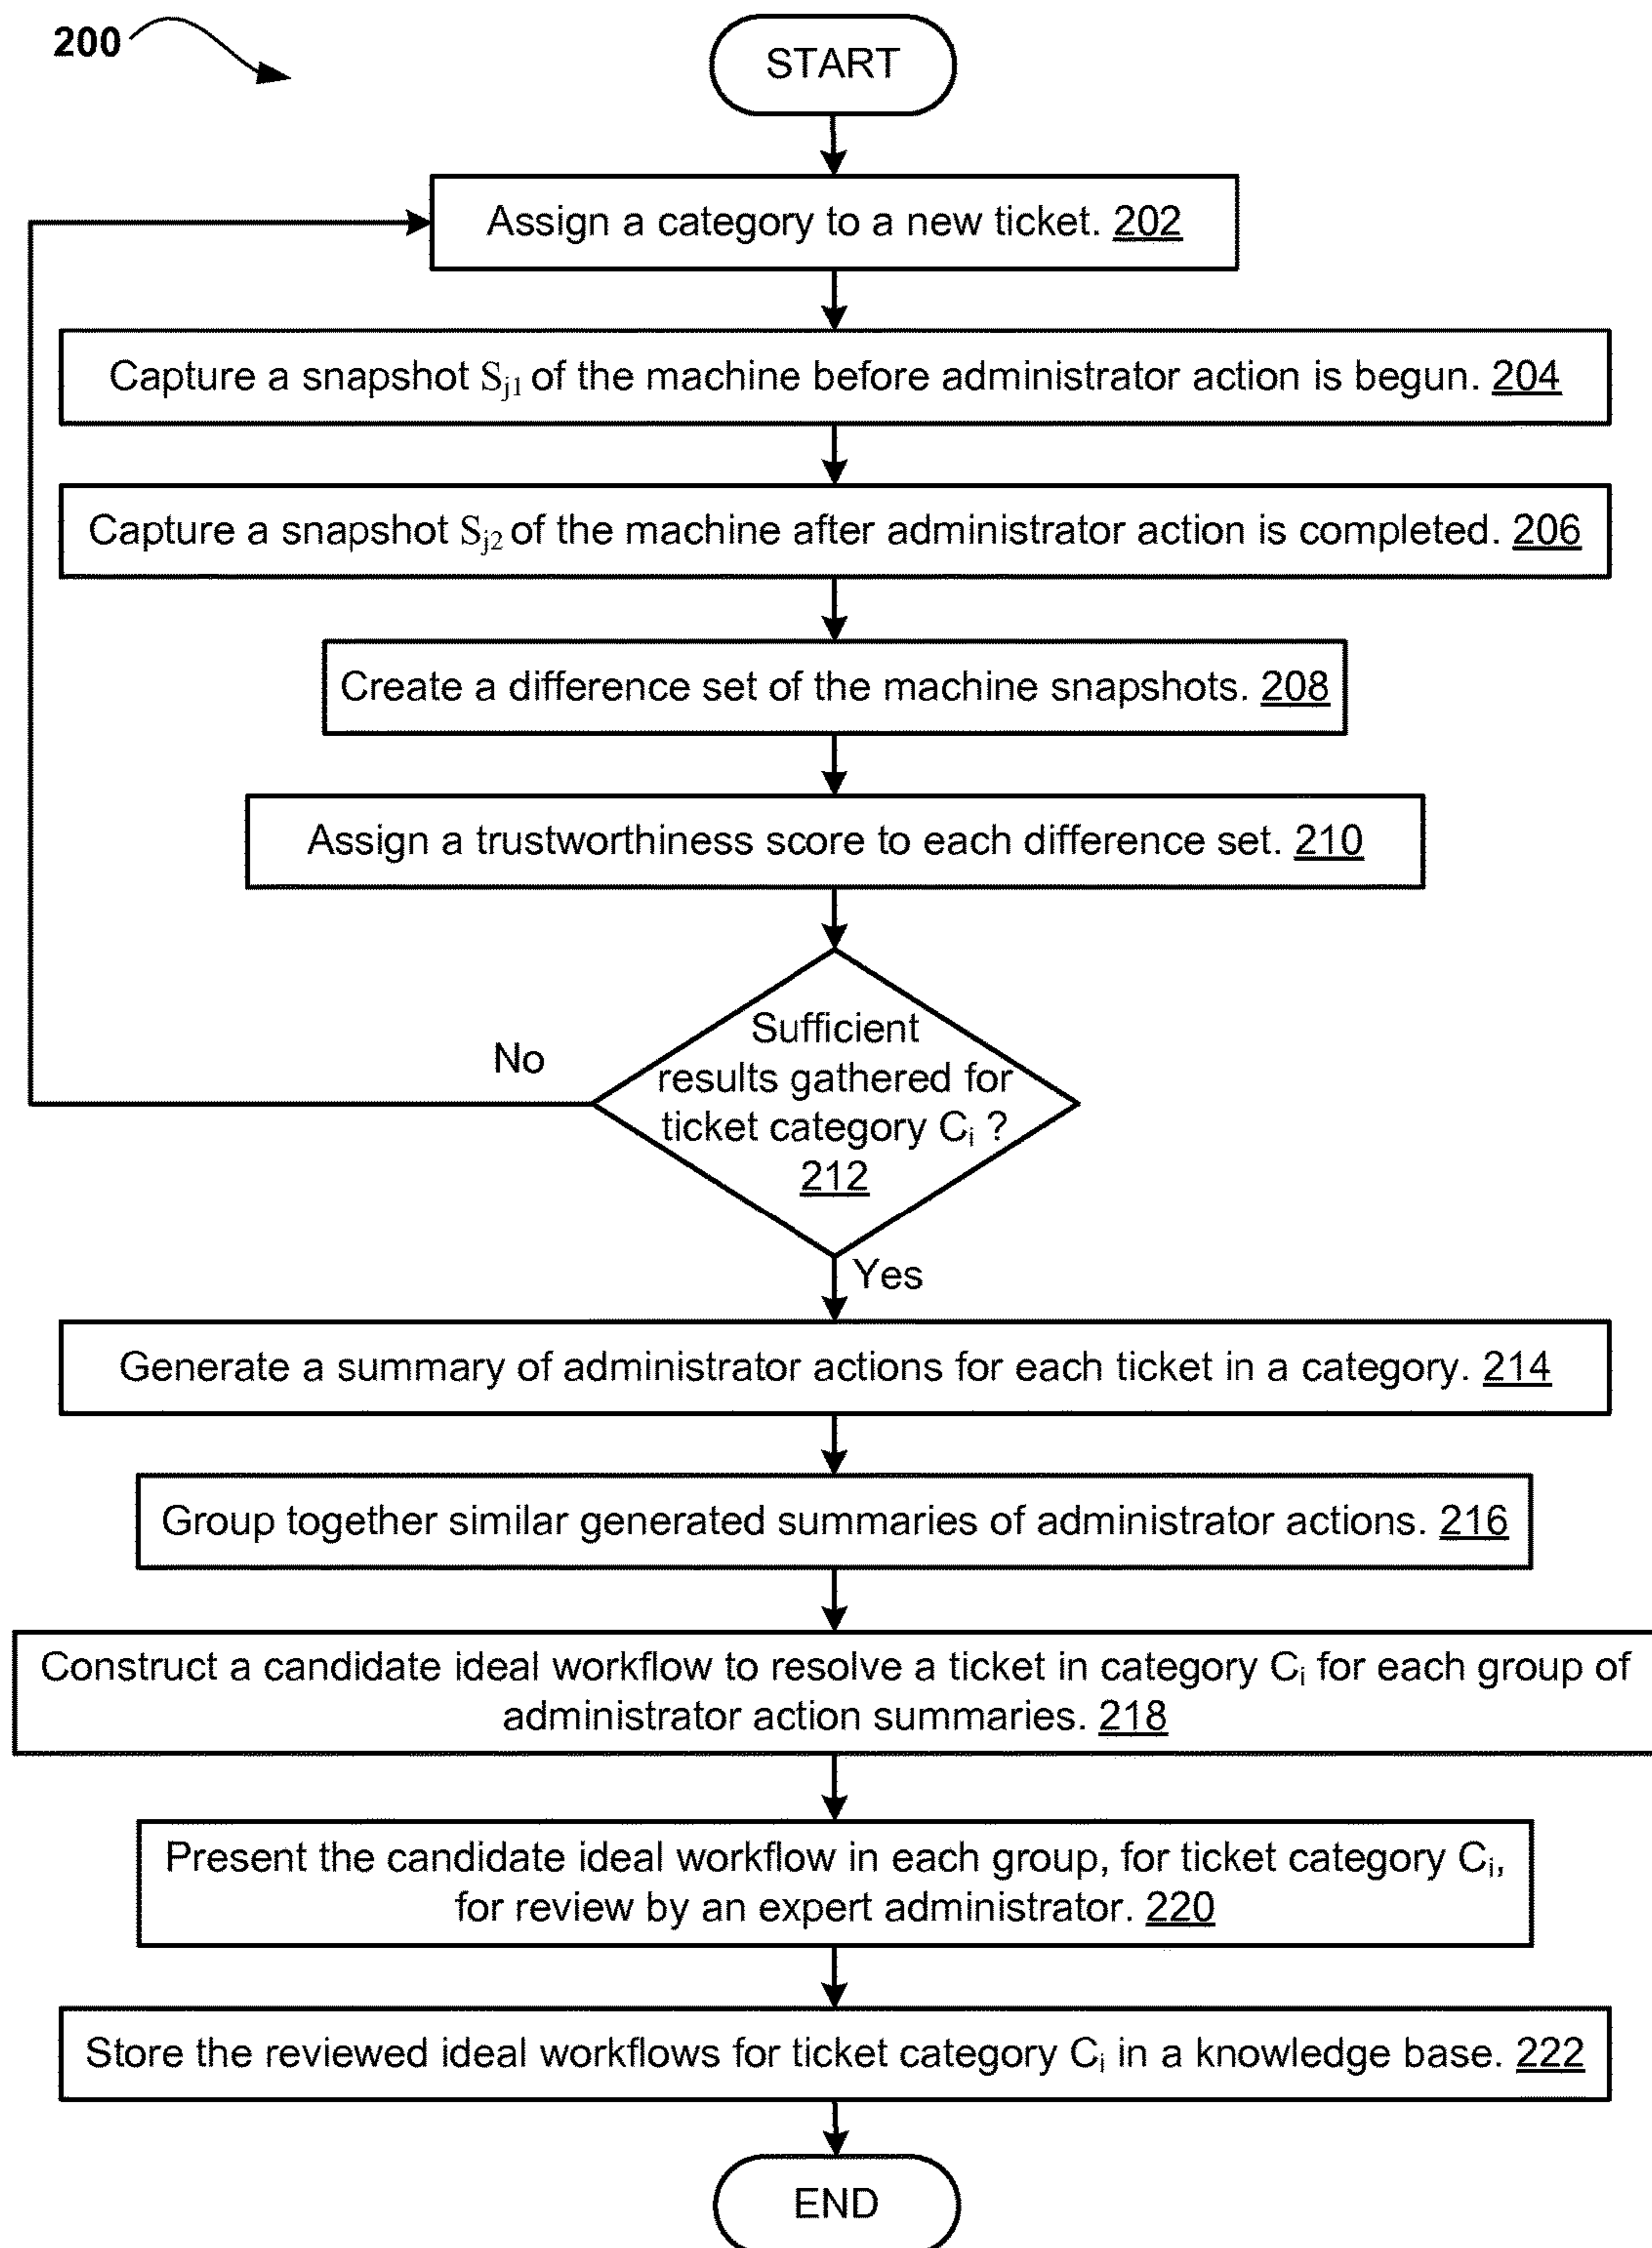 200
START
Assign a category to a new ticket. 202
Capture a snapshot Sj1 of the machine before administrator action is begun. 204
Capture a snapshot Sj2 of the machine after administrator action is completed. 206
Create a difference set of the machine snapshots. 208
Assign a trustworthiness score to each difference set. 210
Sufficient
results gathered for
ticket category Ci ?
212
No
Yes
Generate a summary of administrator actions for each ticket in a category. 214
Group together similar generated summaries of administrator actions. 216
Construct a candidate ideal workflow to resolve a ticket in category Ci for each group of
administrator action summaries. 218
Present the candidate ideal workflow in each group, for ticket category Ci,
for review by an expert administrator. 220
Store the reviewed ideal workflows for ticket category Ci in a knowledge base. 222
END